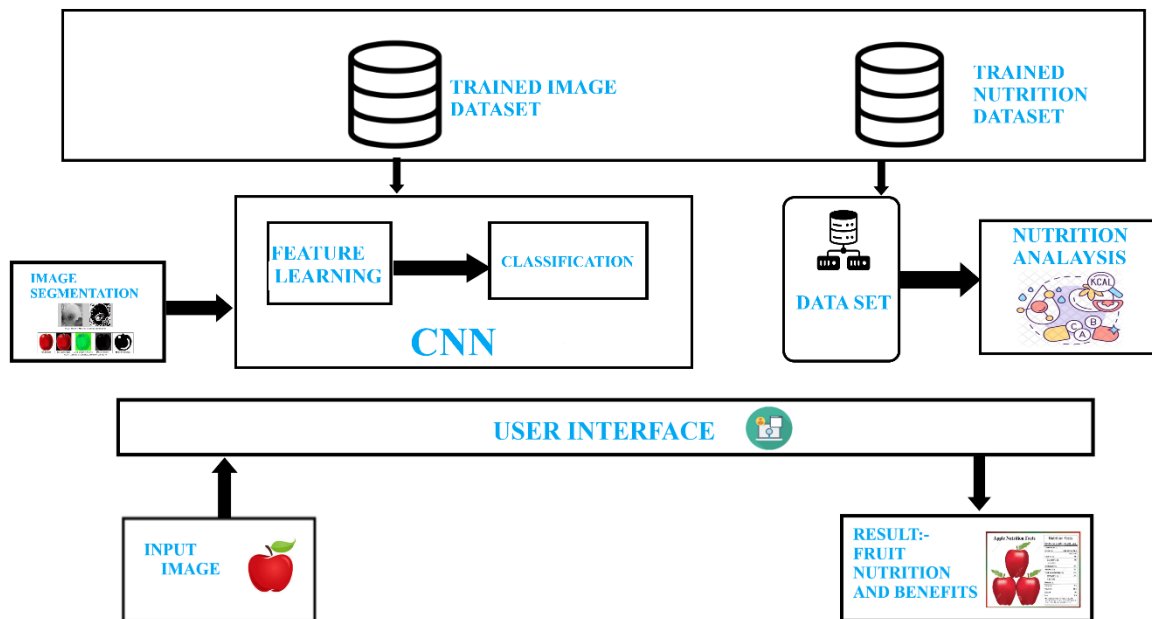 TRAINED IMAGE
DATASET
TRAINED
NUTRITION
DATASET
FEATURE
LEARNING
CLASSIFICATION
CNN
IMAGE
SEGMENTATION
DATA SET
NUTRITION
ANALAYSIS
KCAL
C
A
B
USER INTERFACE
INPUT
IMAGE
RESULT:-
FRUIT
NUTRITION
AND BENEFITS
Apple Nutrition Facts
Nutrition Facts